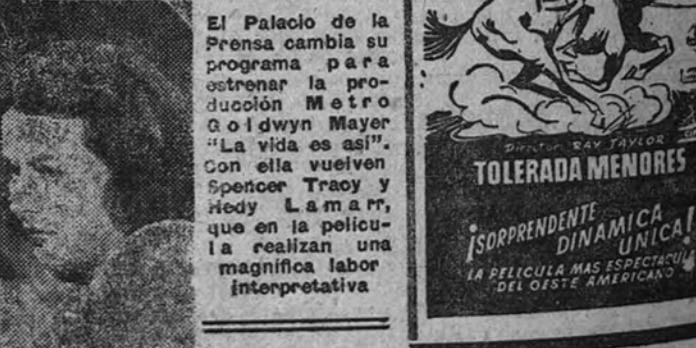 El Palacio de la
Prensa cambia su
programa para
estrenar la pro-
ducción Metro
Goldwyn Mayer
"La vida es así".
Con ella vuelven
Spencer Tracy y
Hedy Lamarr,
que en la pelícu-
la realizan una
magnífica labor
interpretativa
Director RAY TAYLOR
TOLERADA MENORES
¡SORPRENDENTE
DINAMICA
UNICA!
LA PELICULA MAS ESPECTACUL
DEL OESTE AMERICANO